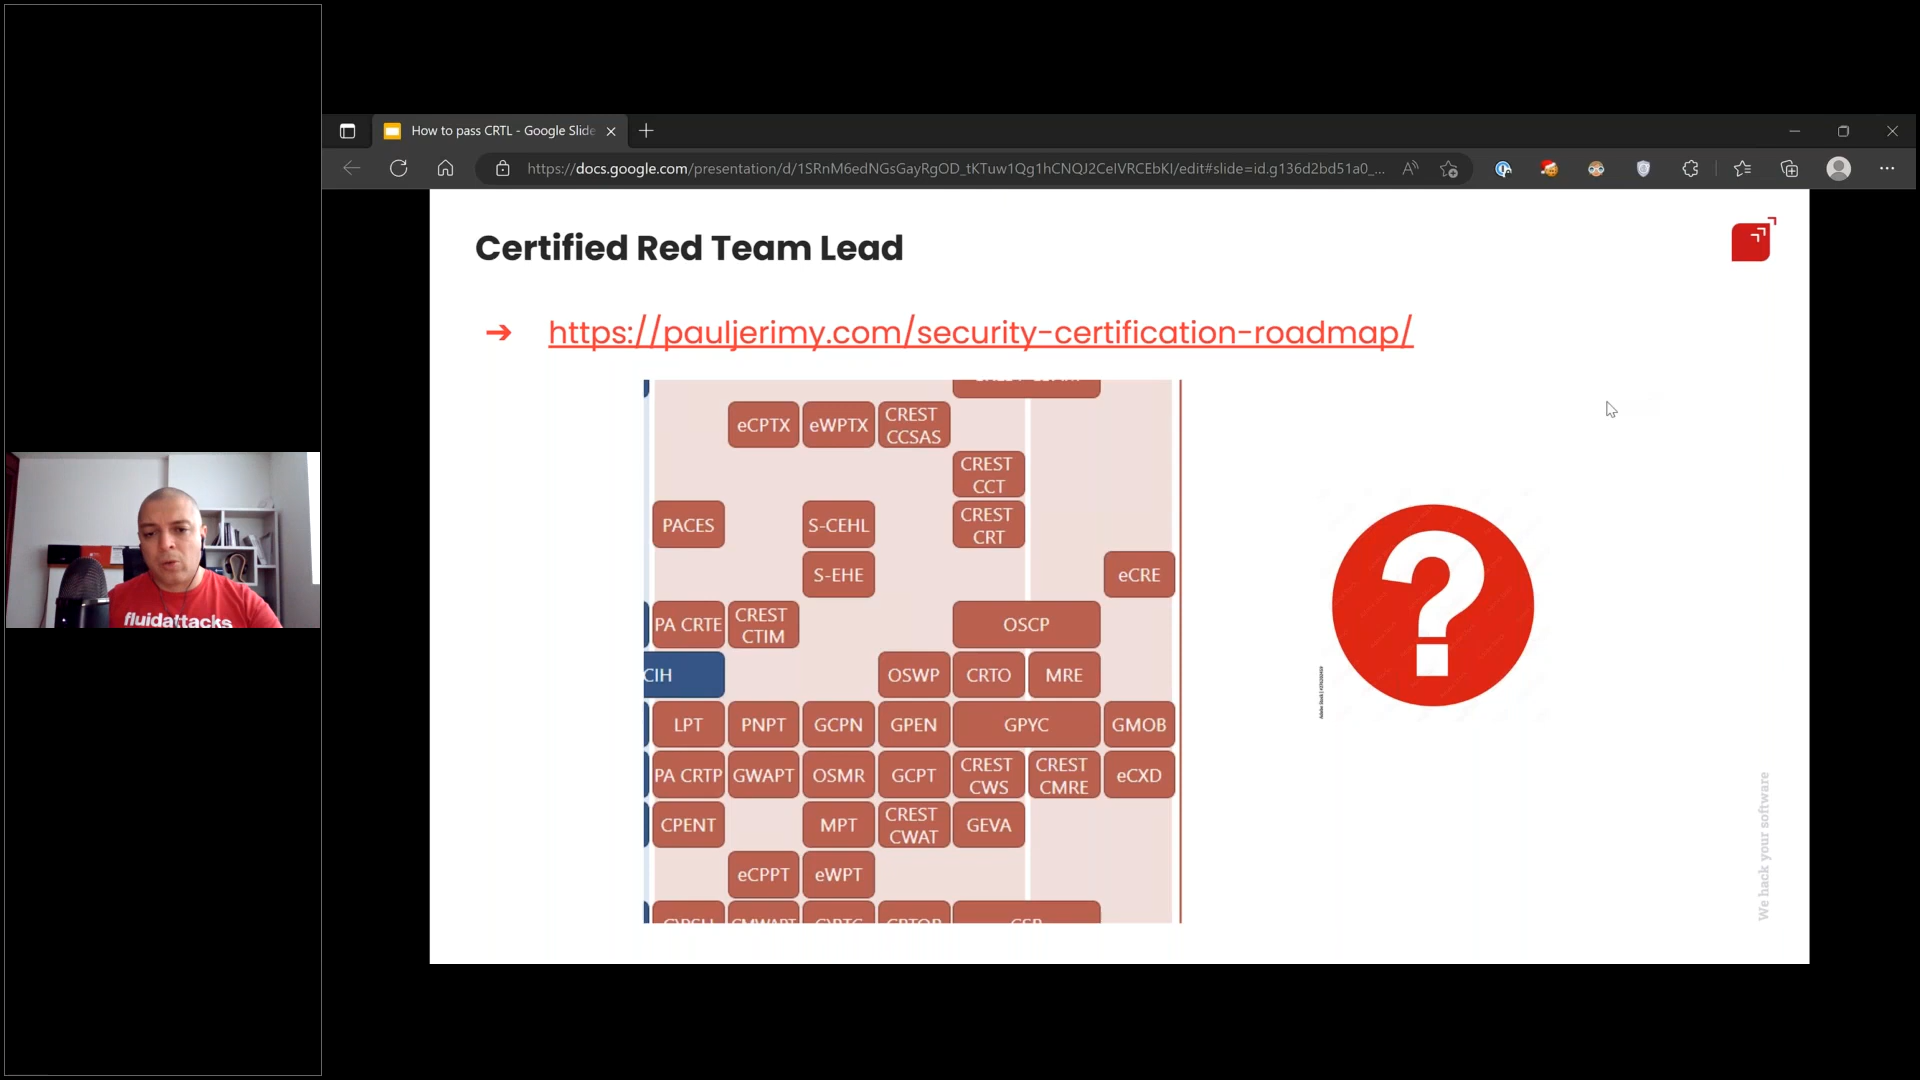 How to pass CRTL - Google Slide
https://docs.google.com/presentation/d/1SRnM6edNGsGayRgOD_tKTuw1Qg1hCNQJ2CelVRCEbKI/edit#slide=id.g136d2bd51a0_...
Certified Red Team Lead
➔ https://pauljerimy.com/security-certification-roadmap/
eCPTX eWPTX CREST CCSAS
CREST CCT
PACES S-CEHL CREST CRT
S-EHE eCRE
PA CRTE CREST CTIM OSCP
CIH OSWP CRTO MRE
LPT PNPT GCPN GPEN GPYC GMOB
PA CRTP GWAPT OSMR GCPT CREST CWS CREST CMRE eCXD
CPENT MPT CREST CWAT GEVA
eCPPT eWPT
?
We hack your software
fluidattacks